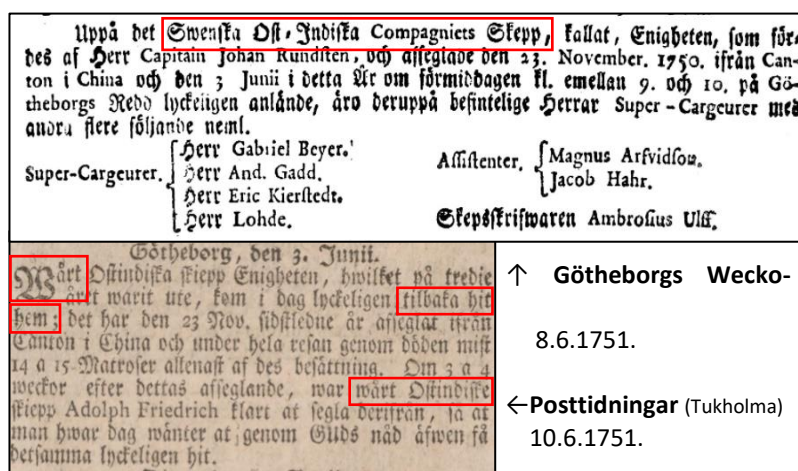 Uppå det Swenska Ost-Indiska Compagniets Skepp, kallat, Enigheten, som för-
des af Herr Capitain Johan Rundsten, och afseglade den 23. November. 1750. ifrån Can-
ton i China och den 3 Junii i detta År om förmiddagen kl. emellan 9. och 10. på Gö-
theborgs Redd lyckeligen anlände, äro deruppå befintelige Herrar Super-Cargeurer med
andra flere följande neml.
Super-Cargeurer.
Herr Gabriel Beyer.
Herr And. Gadd.
Herr Eric Kierstedt.
Herr Lohde.
Assistenter.
Magnus Arfvidson.
Jacob Hahr.
Skepsskrifwaren Ambrosius Ulff.
Götheborg, den 3. Junii.
Wårt Ostindiska skiepp Enigheten, hwilket på tredie
året warit ute, kom i dag lyckeligen tilbaka hit
hem; det har den 23 Nov. sidstledne år afseglat ifrån
Canton i China och under hela resan genom döden mist
14 a 15 Matroser allenast af des besättning. Om 3 a 4
weckor efter dettas afseglande, war wårt Ostindiske
skiepp Adolph Friedrich klart at segla derifrån, så at
man hwar dag wänter at genom GUds nåd äfwen få
detsamma lyckeligen hit.
↑ Götheborgs Wecko-
8.6.1751.
←Posttidningar (Tukholma)
10.6.1751.